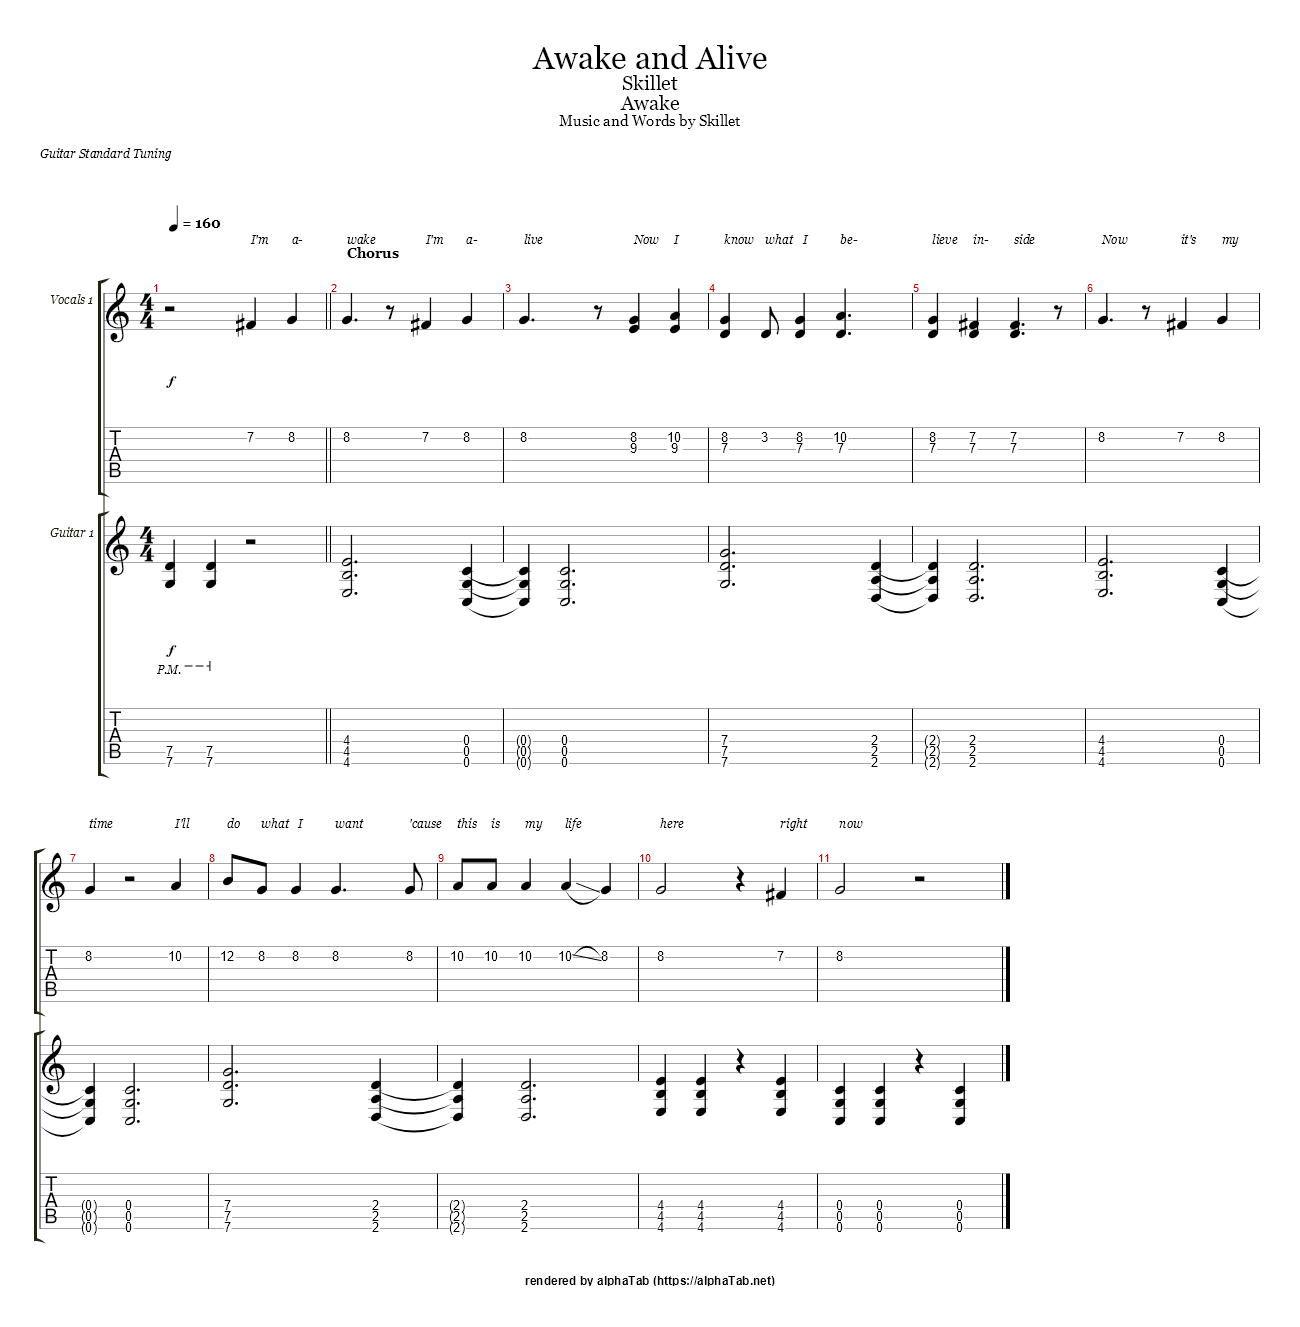 Awake and Alive
Skillet
Awake
Music and Words by Skillet
Guitar Standard Tuning
= 160
I'm a- wake I'm a- live Now I know what I be- lieve in- side Now it's my
Chorus
Vocals 1
1 2 3 4 5 6
4
4
f
7 8 8 7 8 8 8 10 8 3 8 10 8 7 7 8 7 8
T 9 9 7 7 7 7 7 7
A
B
Guitar 1
4
4
f
P.M.
T
A 4 0 (0) 0 7 2 (2) 2 4 0
B 7 7 4 0 (0) 0 7 2 (2) 2 4 0
7 7 4 0 (0) 0 7 2 (2) 2 4 0
time I'll do what I want 'cause this is my life here right now
7 8 9 10 11
8 10 12 8 8 8 8 10 10 10 10 8 8 7 8
T
A
B
T
A (0) 0 7 2 (2) 2 4 4 4 0 0 0
B (0) 0 7 2 (2) 2 4 4 4 0 0 0
(0) 0 7 2 (2) 2 4 4 4 0 0 0
rendered by alphaTab (https://alphaTab.net)